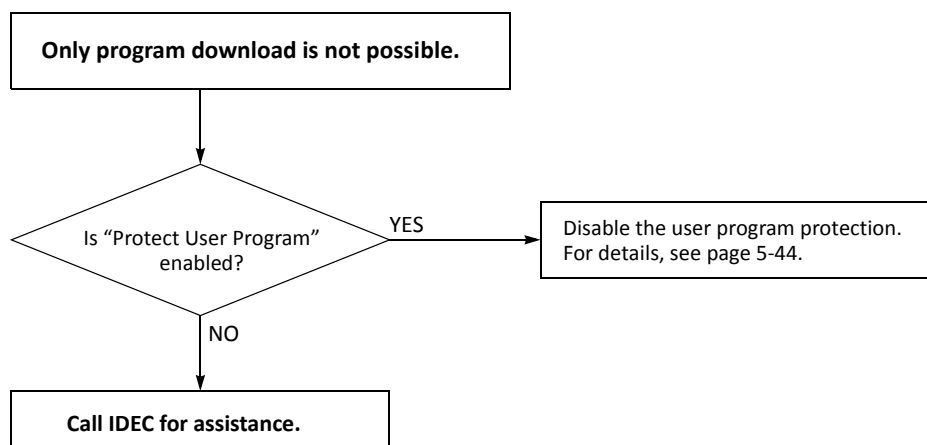 Only program download is not possible.
Is “Protect User Program”
enabled?
YES
Disable the user program protection.
For details, see page 5-44.
NO
Call IDEC for assistance.